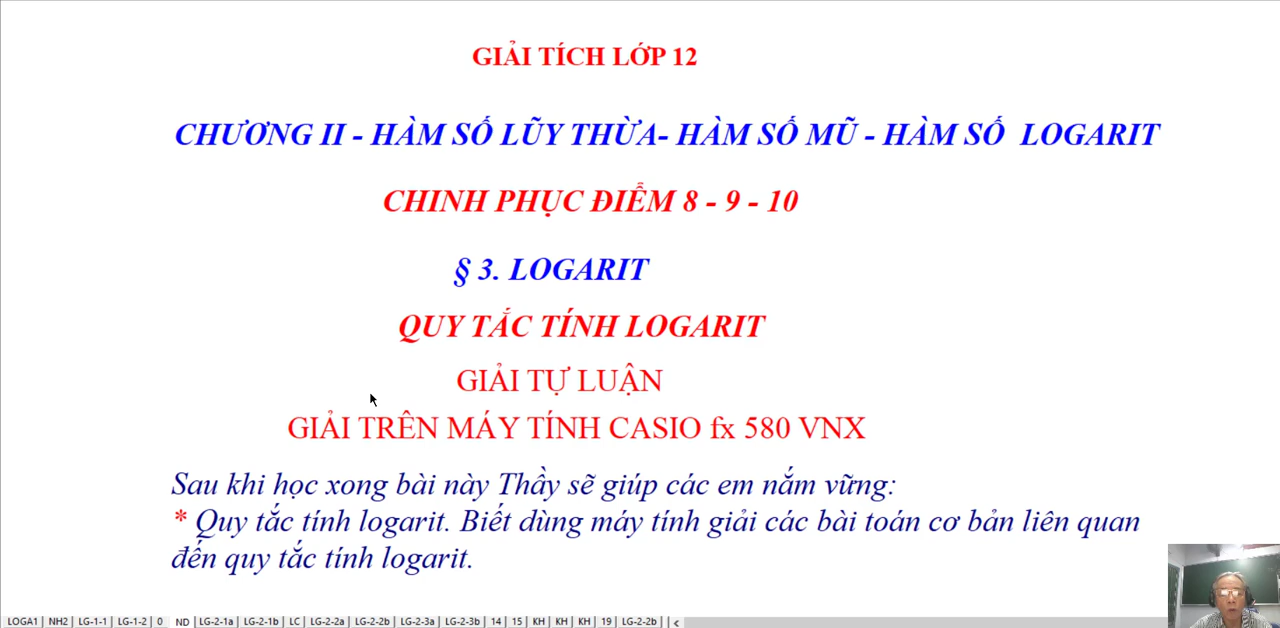 GIẢI TÍCH LỚP 12
CHƯƠNG II - HÀM SỐ LŨY THỪA- HÀM SỐ MŨ - HÀM SỐ LOGARIT
CHINH PHỤC ĐIỂM 8 - 9 - 10
§ 3. LOGARIT
QUY TẮC TÍNH LOGARIT
GIẢI TỰ LUẬN
GIẢI TRÊN MÁY TÍNH CASIO fx 580 VNX
Sau khi học xong bài này Thầy sẽ giúp các em nắm vững:
* Quy tắc tính logarit. Biết dùng máy tính giải các bài toán cơ bản liên quan
đến quy tắc tính logarit.
LOGA1 | NH2 | LG-1-1 | LG-1-2 | 0 | ND | LG-2-1a | LG-2-1b | LC | LG-2-2a | LG-2-2b | LG-2-3a | LG-2-3b | 14 | 15 | KH | KH | KH | 19 | LG-2-2b |